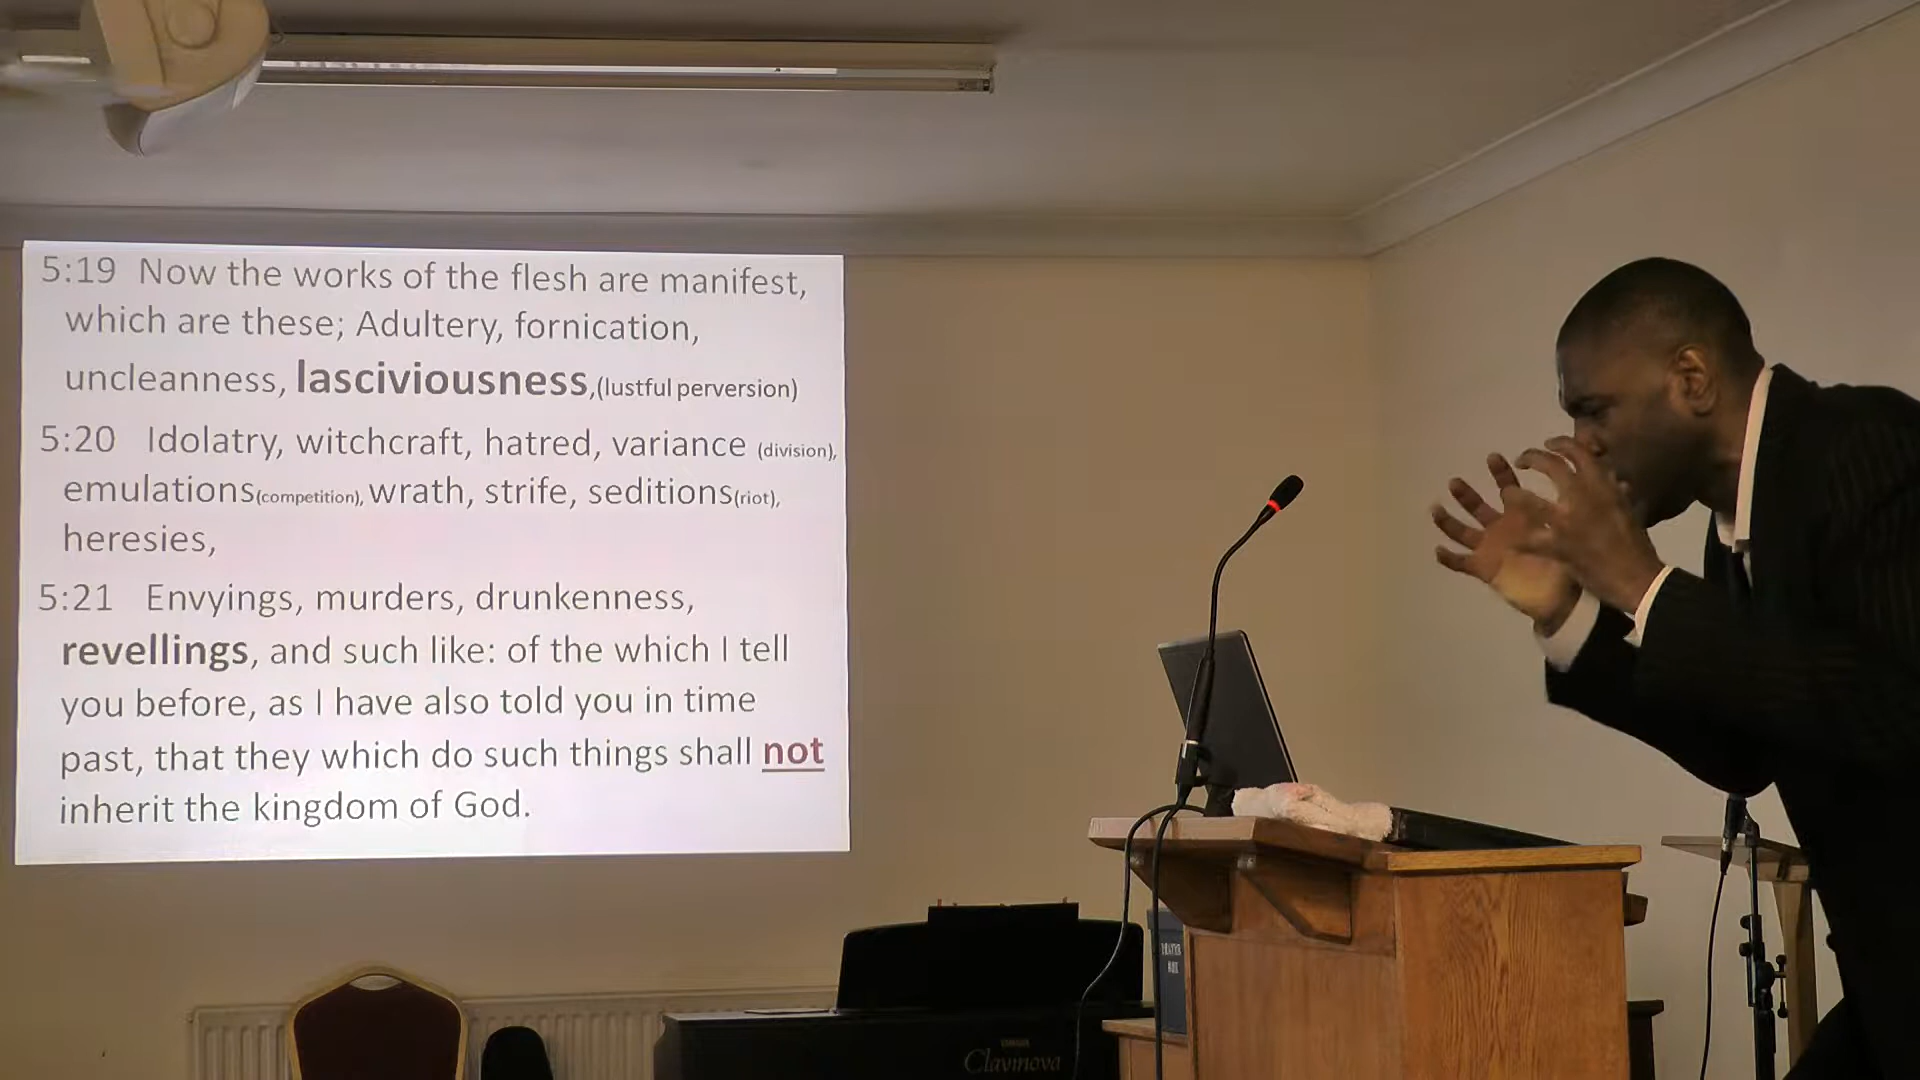 5:19 Now the works of the flesh are manifest,
which are these; Adultery, fornication,
uncleanness, lasciviousness,(lustful perversion)
5:20 Idolatry, witchcraft, hatred, variance (division),
emulations(competition), wrath, strife, seditions(riot),
heresies,
5:21 Envyings, murders, drunkenness,
revellings, and such like: of the which I tell
you before, as I have also told you in time
past, that they which do such things shall not
inherit the kingdom of God.
PRAYER
BOX
YAMAHA
Clavinova